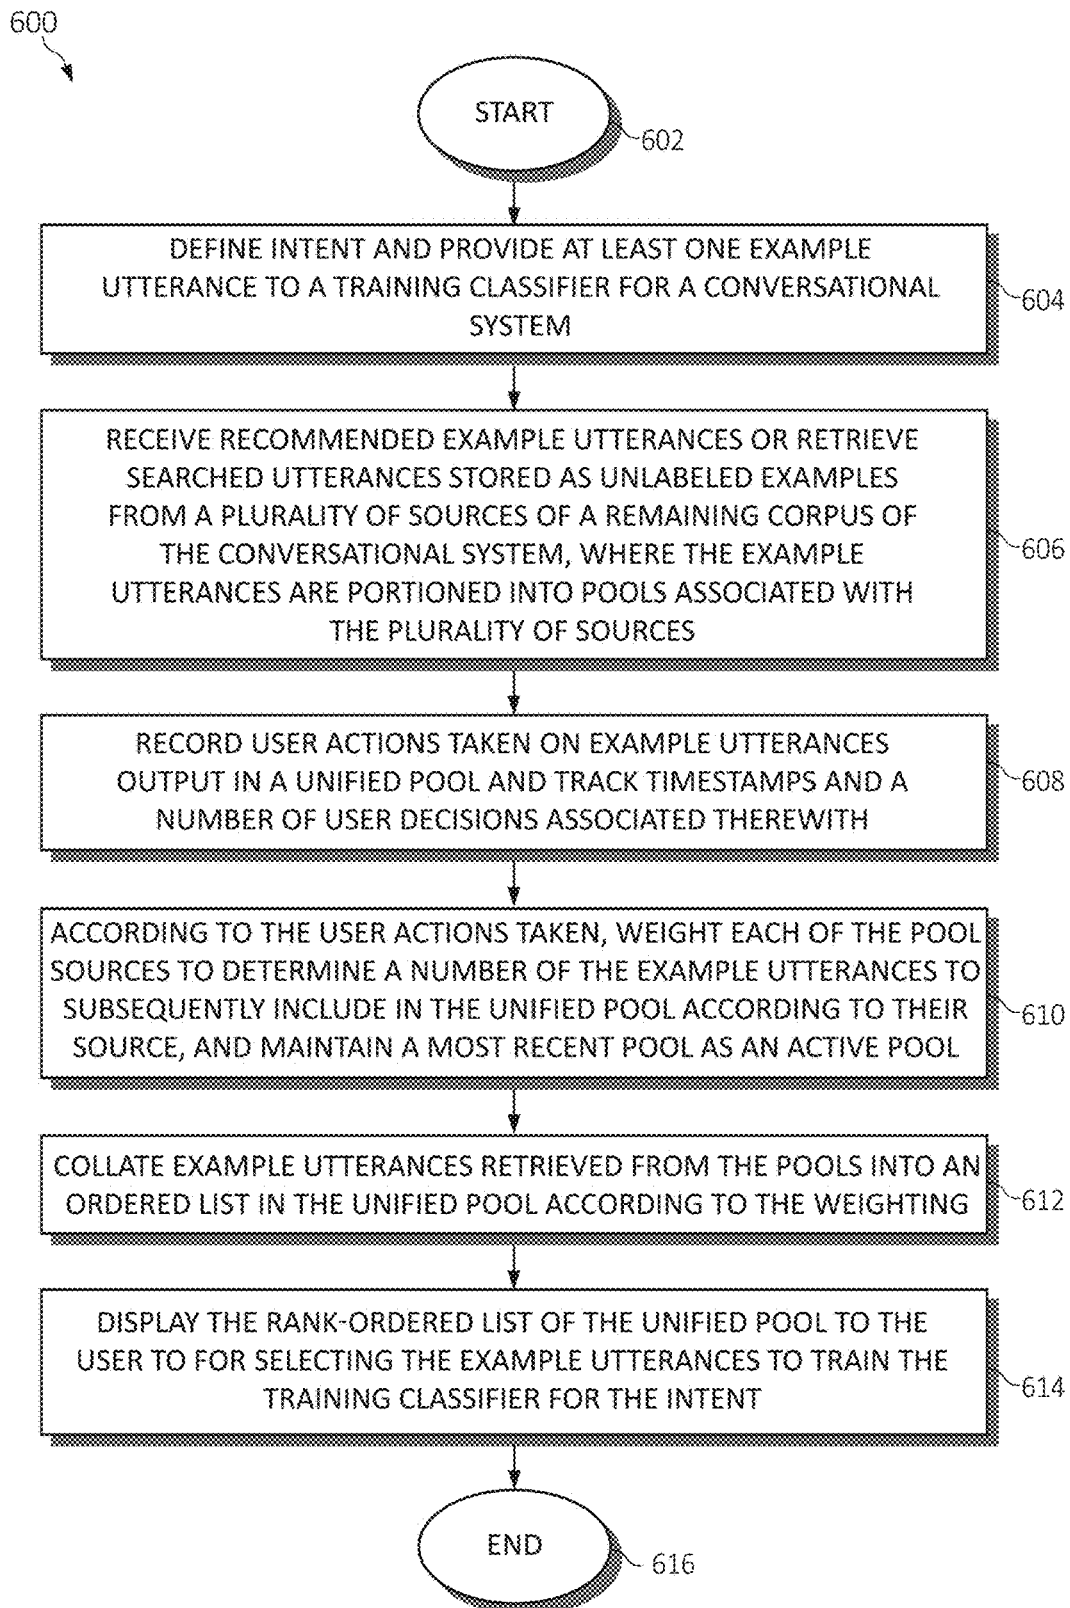 600
START
602
DEFINE INTENT AND PROVIDE AT LEAST ONE EXAMPLE
UTTERANCE TO A TRAINING CLASSIFIER FOR A CONVERSATIONAL
SYSTEM
604
RECEIVE RECOMMENDED EXAMPLE UTTERANCES OR RETRIEVE
SEARCHED UTTERANCES STORED AS UNLABELED EXAMPLES
FROM A PLURALITY OF SOURCES OF A REMAINING CORPUS OF
THE CONVERSATIONAL SYSTEM, WHERE THE EXAMPLE
UTTERANCES ARE PORTIONED INTO POOLS ASSOCIATED WITH
THE PLURALITY OF SOURCES
606
RECORD USER ACTIONS TAKEN ON EXAMPLE UTTERANCES
OUTPUT IN A UNIFIED POOL AND TRACK TIMESTAMPS AND A
NUMBER OF USER DECISIONS ASSOCIATED THEREWITH
608
ACCORDING TO THE USER ACTIONS TAKEN, WEIGHT EACH OF THE POOL
SOURCES TO DETERMINE A NUMBER OF THE EXAMPLE UTTERANCES TO
SUBSEQUENTLY INCLUDE IN THE UNIFIED POOL ACCORDING TO THEIR
SOURCE, AND MAINTAIN A MOST RECENT POOL AS AN ACTIVE POOL
610
COLLATE EXAMPLE UTTERANCES RETRIEVED FROM THE POOLS INTO AN
ORDERED LIST IN THE UNIFIED POOL ACCORDING TO THE WEIGHTING
612
DISPLAY THE RANK-ORDERED LIST OF THE UNIFIED POOL TO THE
USER TO FOR SELECTING THE EXAMPLE UTTERANCES TO TRAIN THE
TRAINING CLASSIFIER FOR THE INTENT
614
END
616